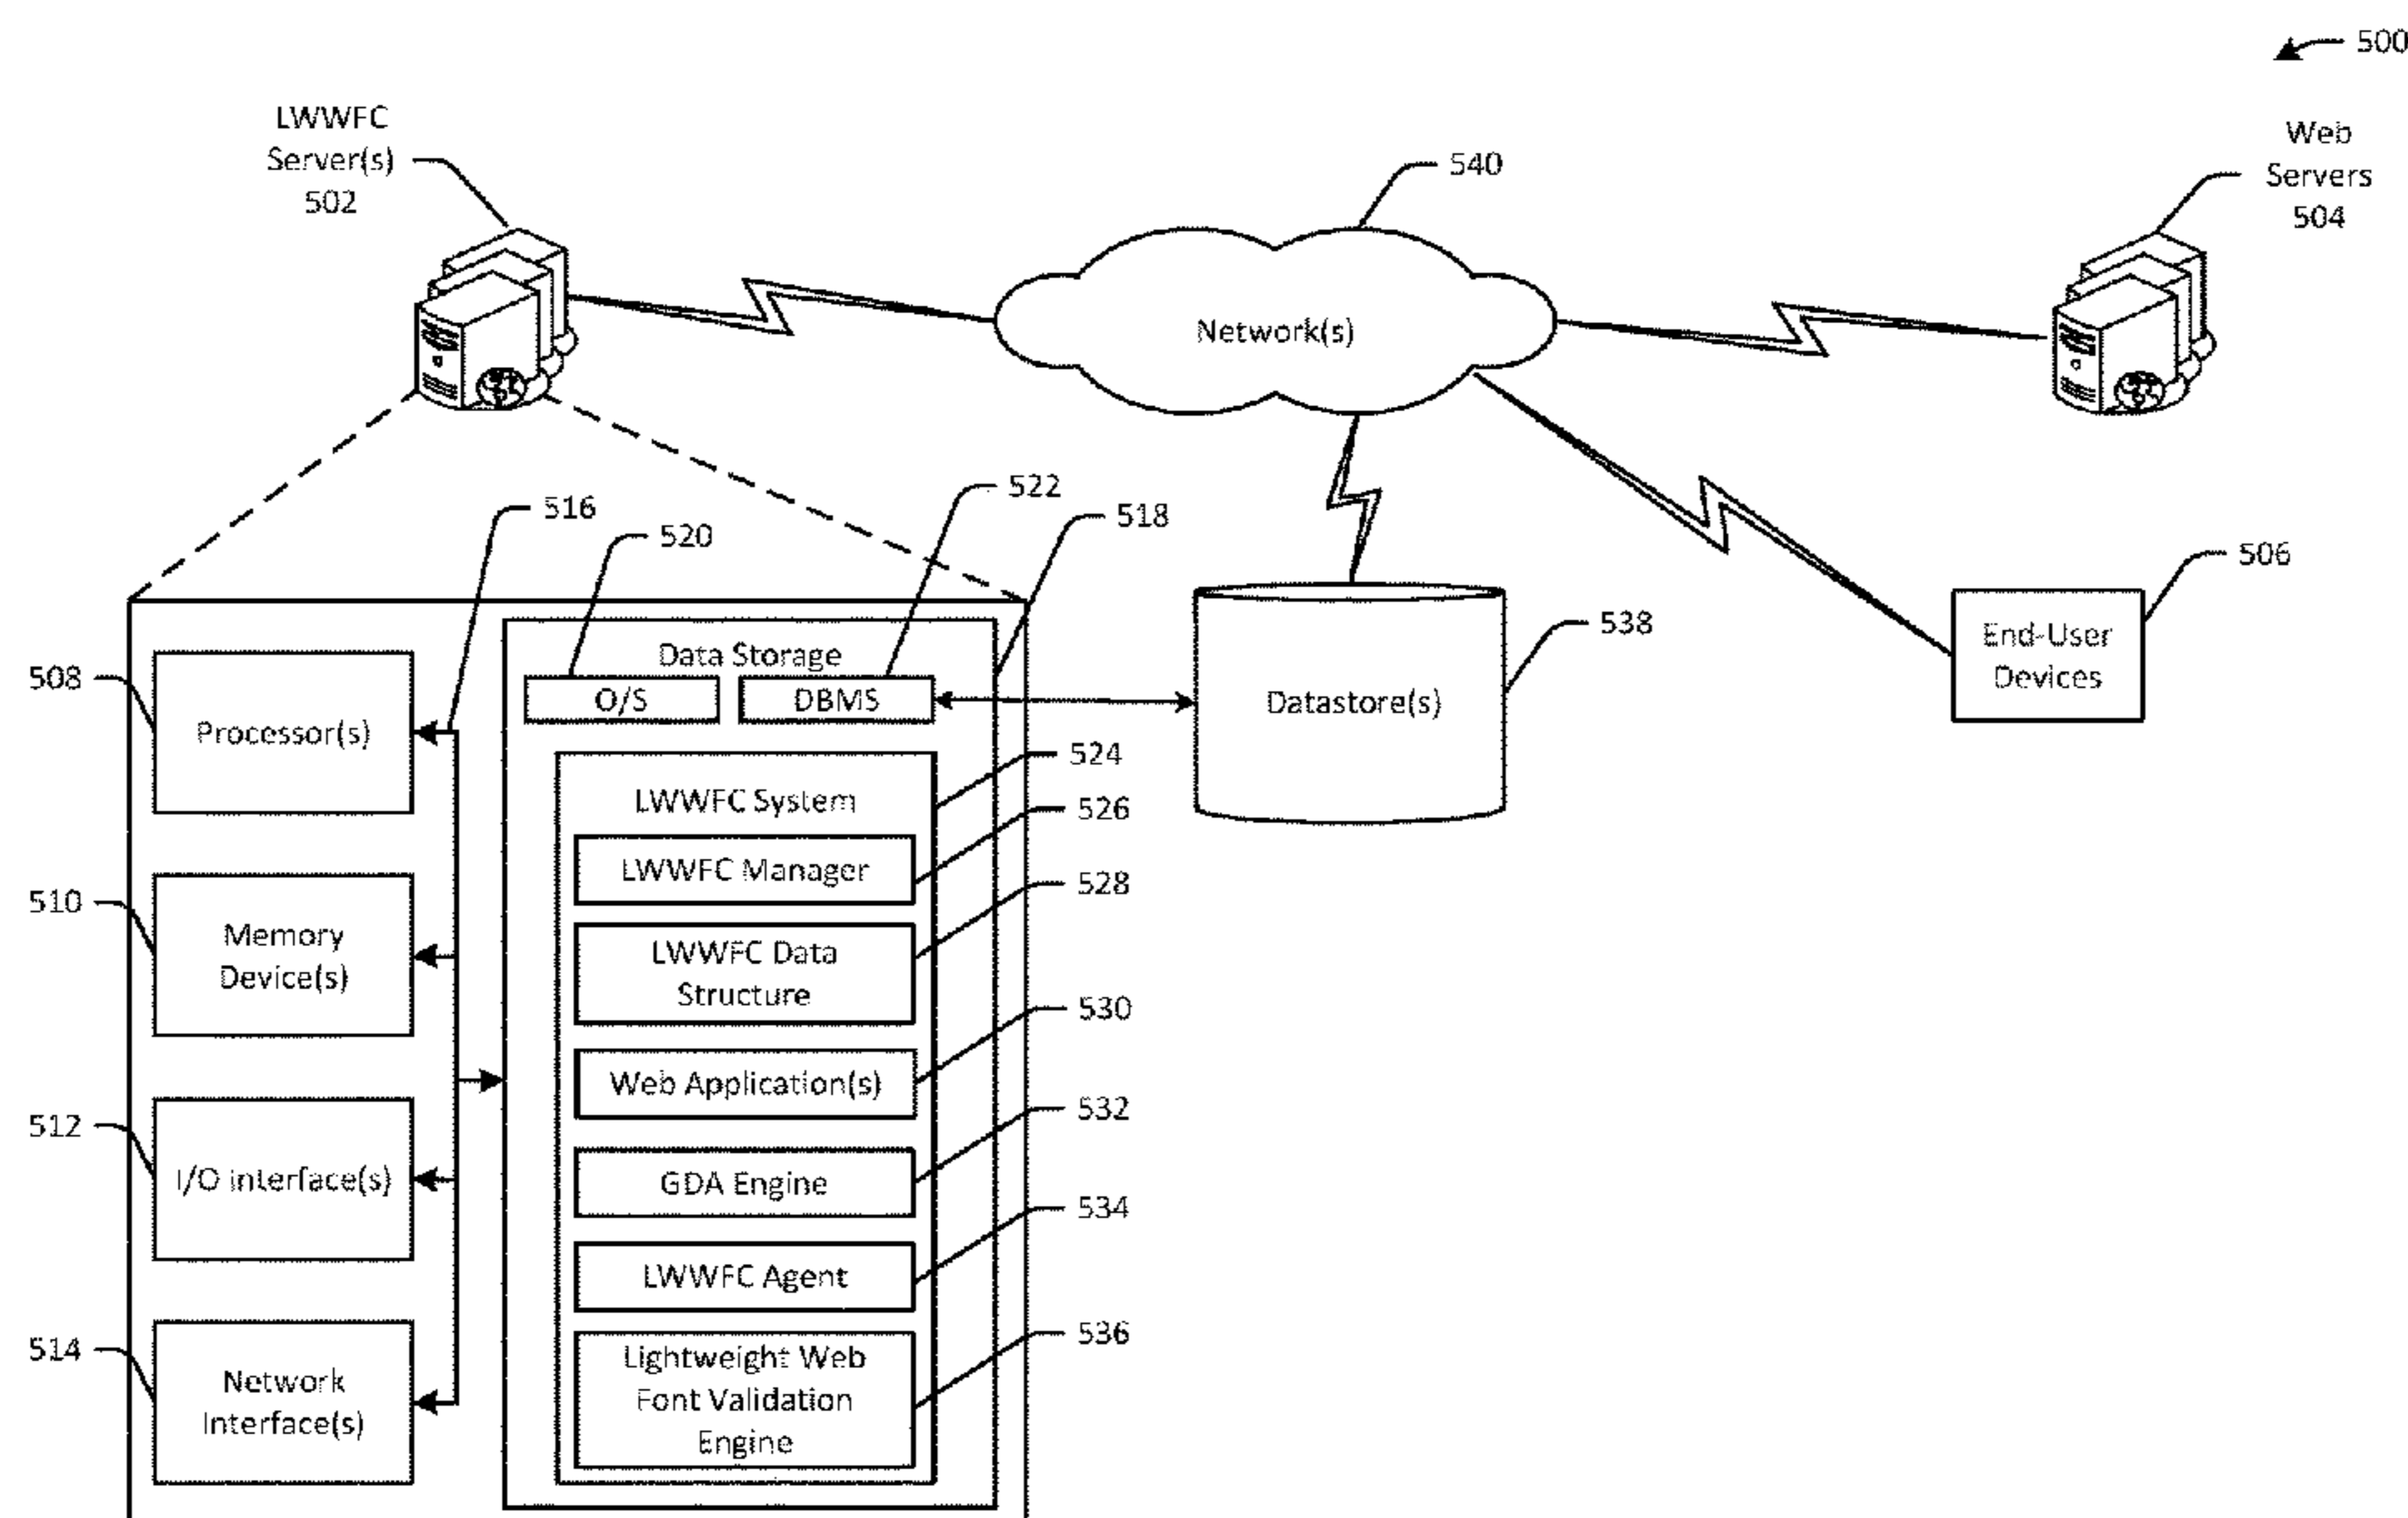 500
LWWFC
Server(s)
502
Web
Servers
504
540
Network(s)
516
520
522
518
506
End-User
Devices
538
Datastore(s)
508
Processor(s)
510
Memory
Device(s)
512
I/O interface(s)
514
Network
Interface(s)
Data Storage
O/S
DBMS
524
LWWFC System
526
LWWFC Manager
528
LWWFC Data
Structure
530
Web Application(s)
532
GDA Engine
534
LWWFC Agent
536
Lightweight Web
Font Validation
Engine